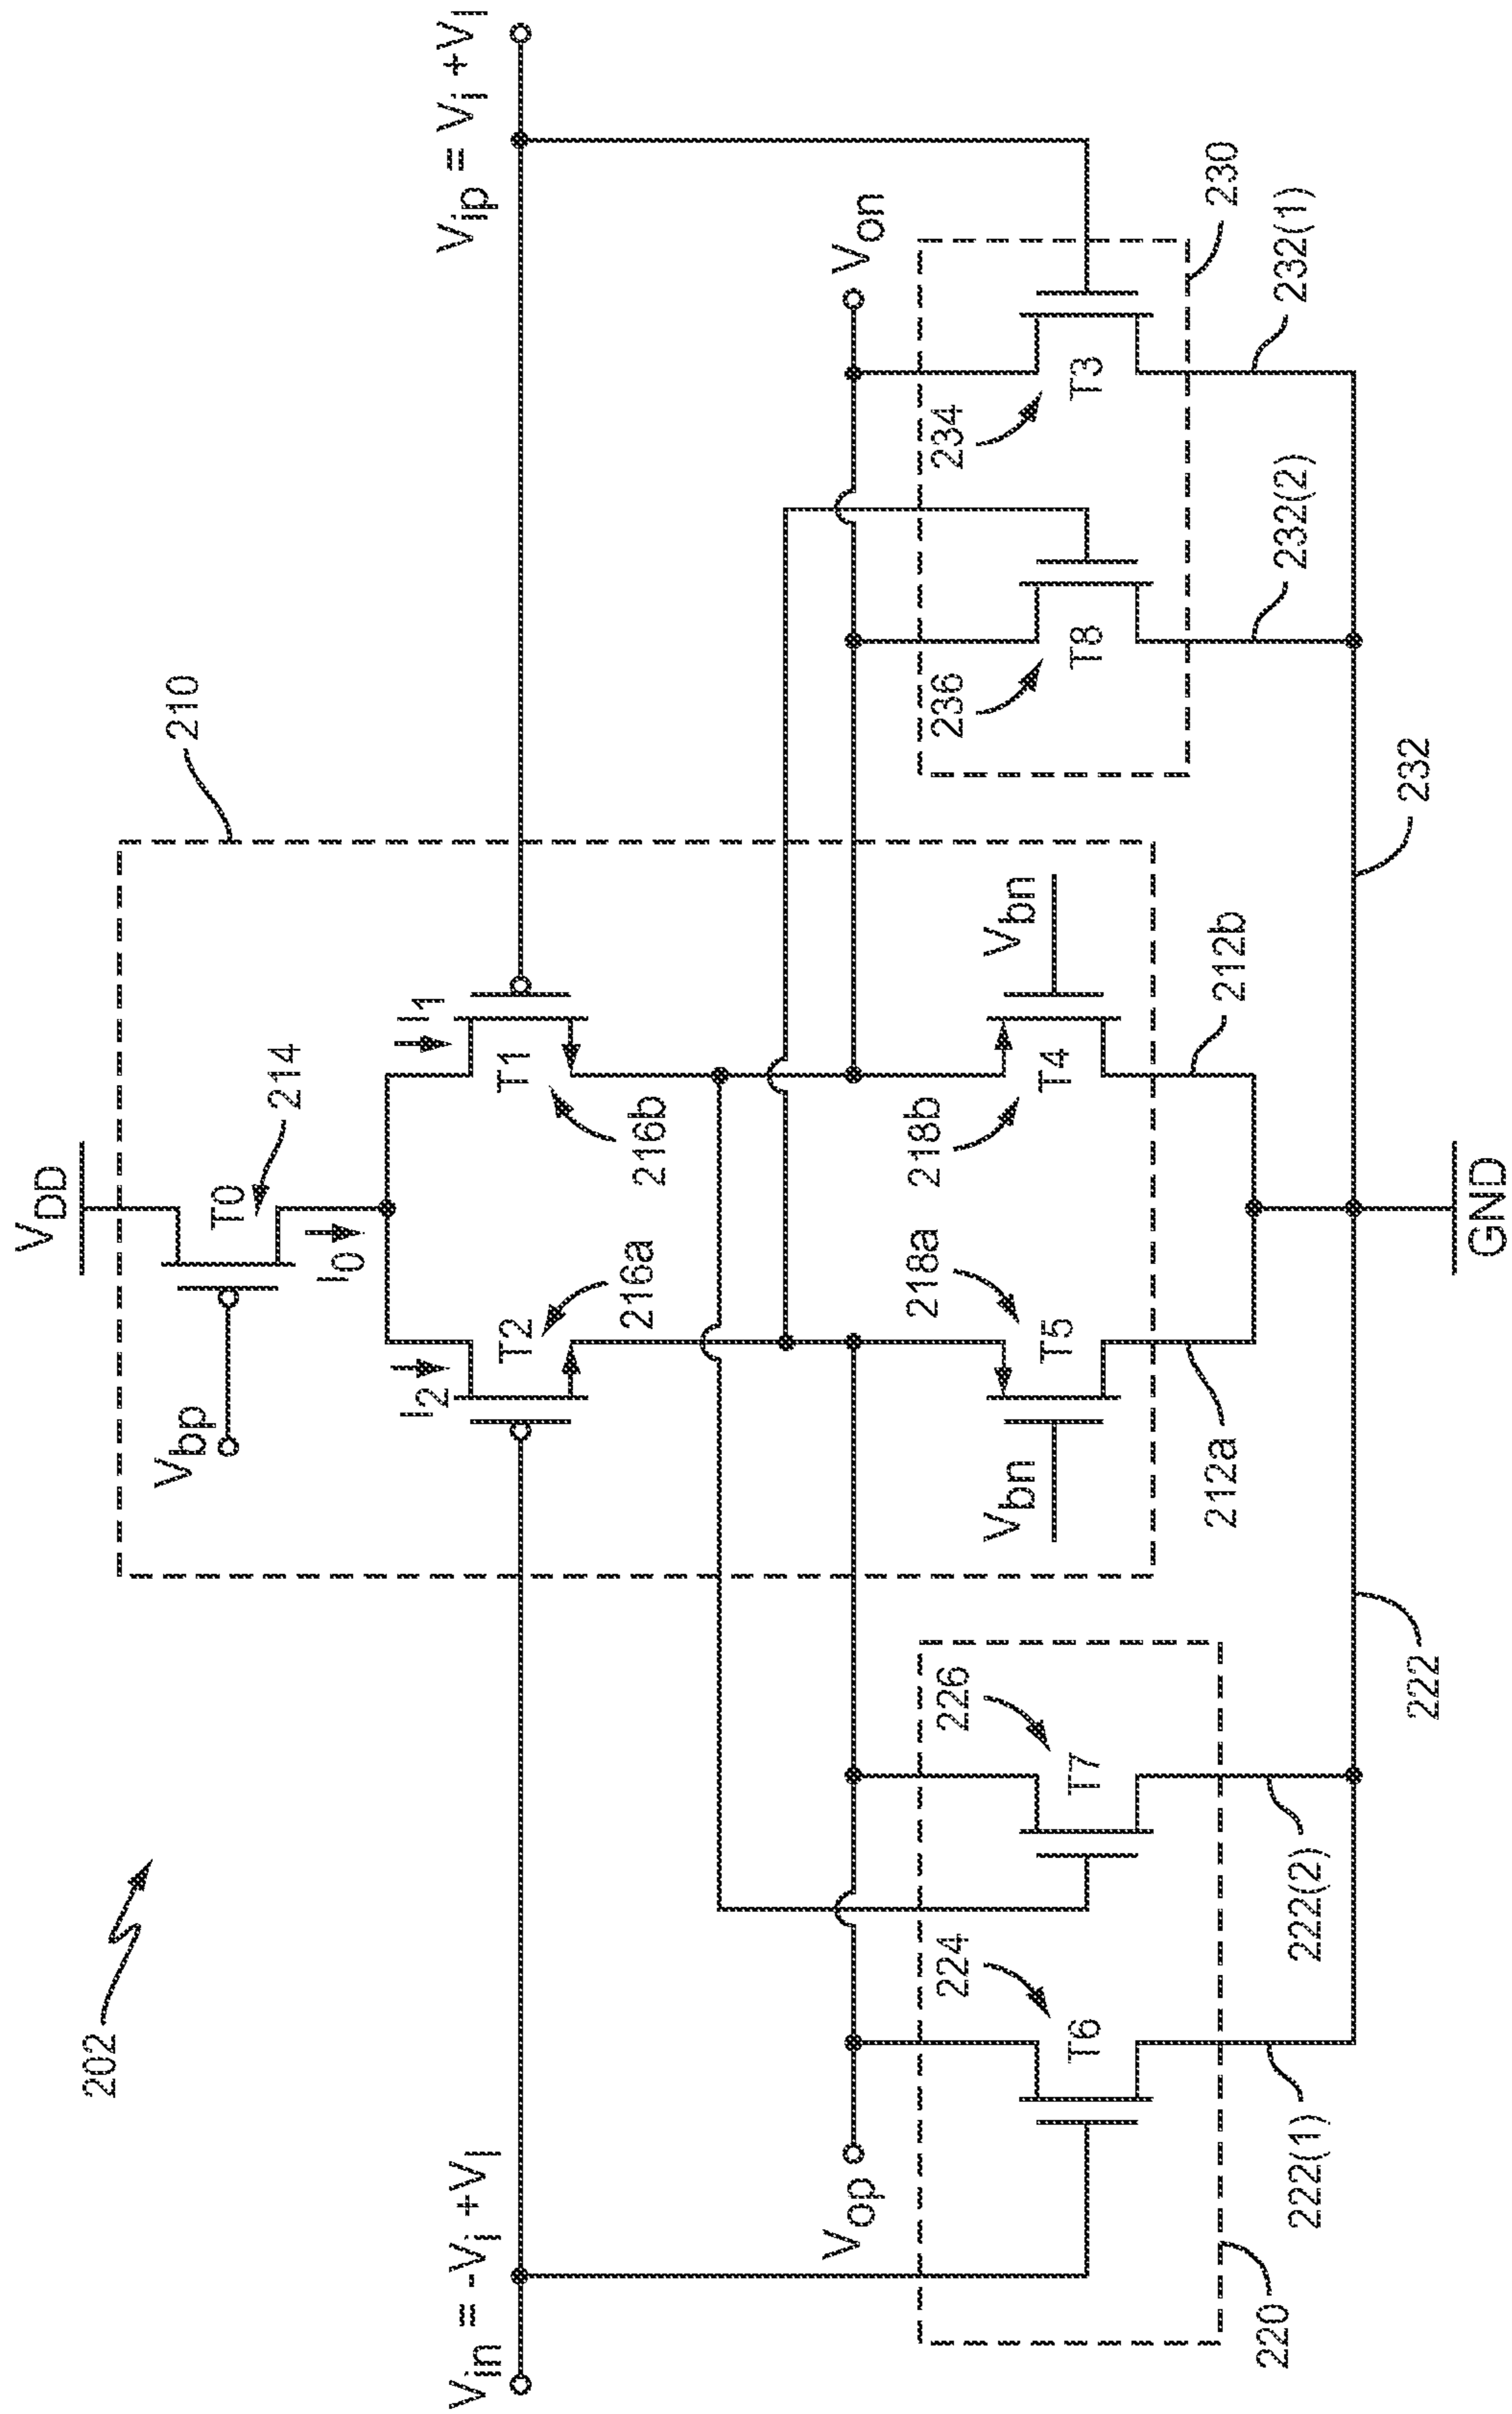 202
210
V_DD
V_bp
T0
214
I_0
I_2
I_1
V_in = -V_i +V_I
V_ip = V_i +V_I
T2
T1
216a
216b
V_op
V_on
224
226
218a
218b
236
234
V_bn
V_bn
T6
T7
T5
T4
T8
T3
220
222(1)
222(2)
212a
212b
232(2)
232(1)
230
222
232
GND